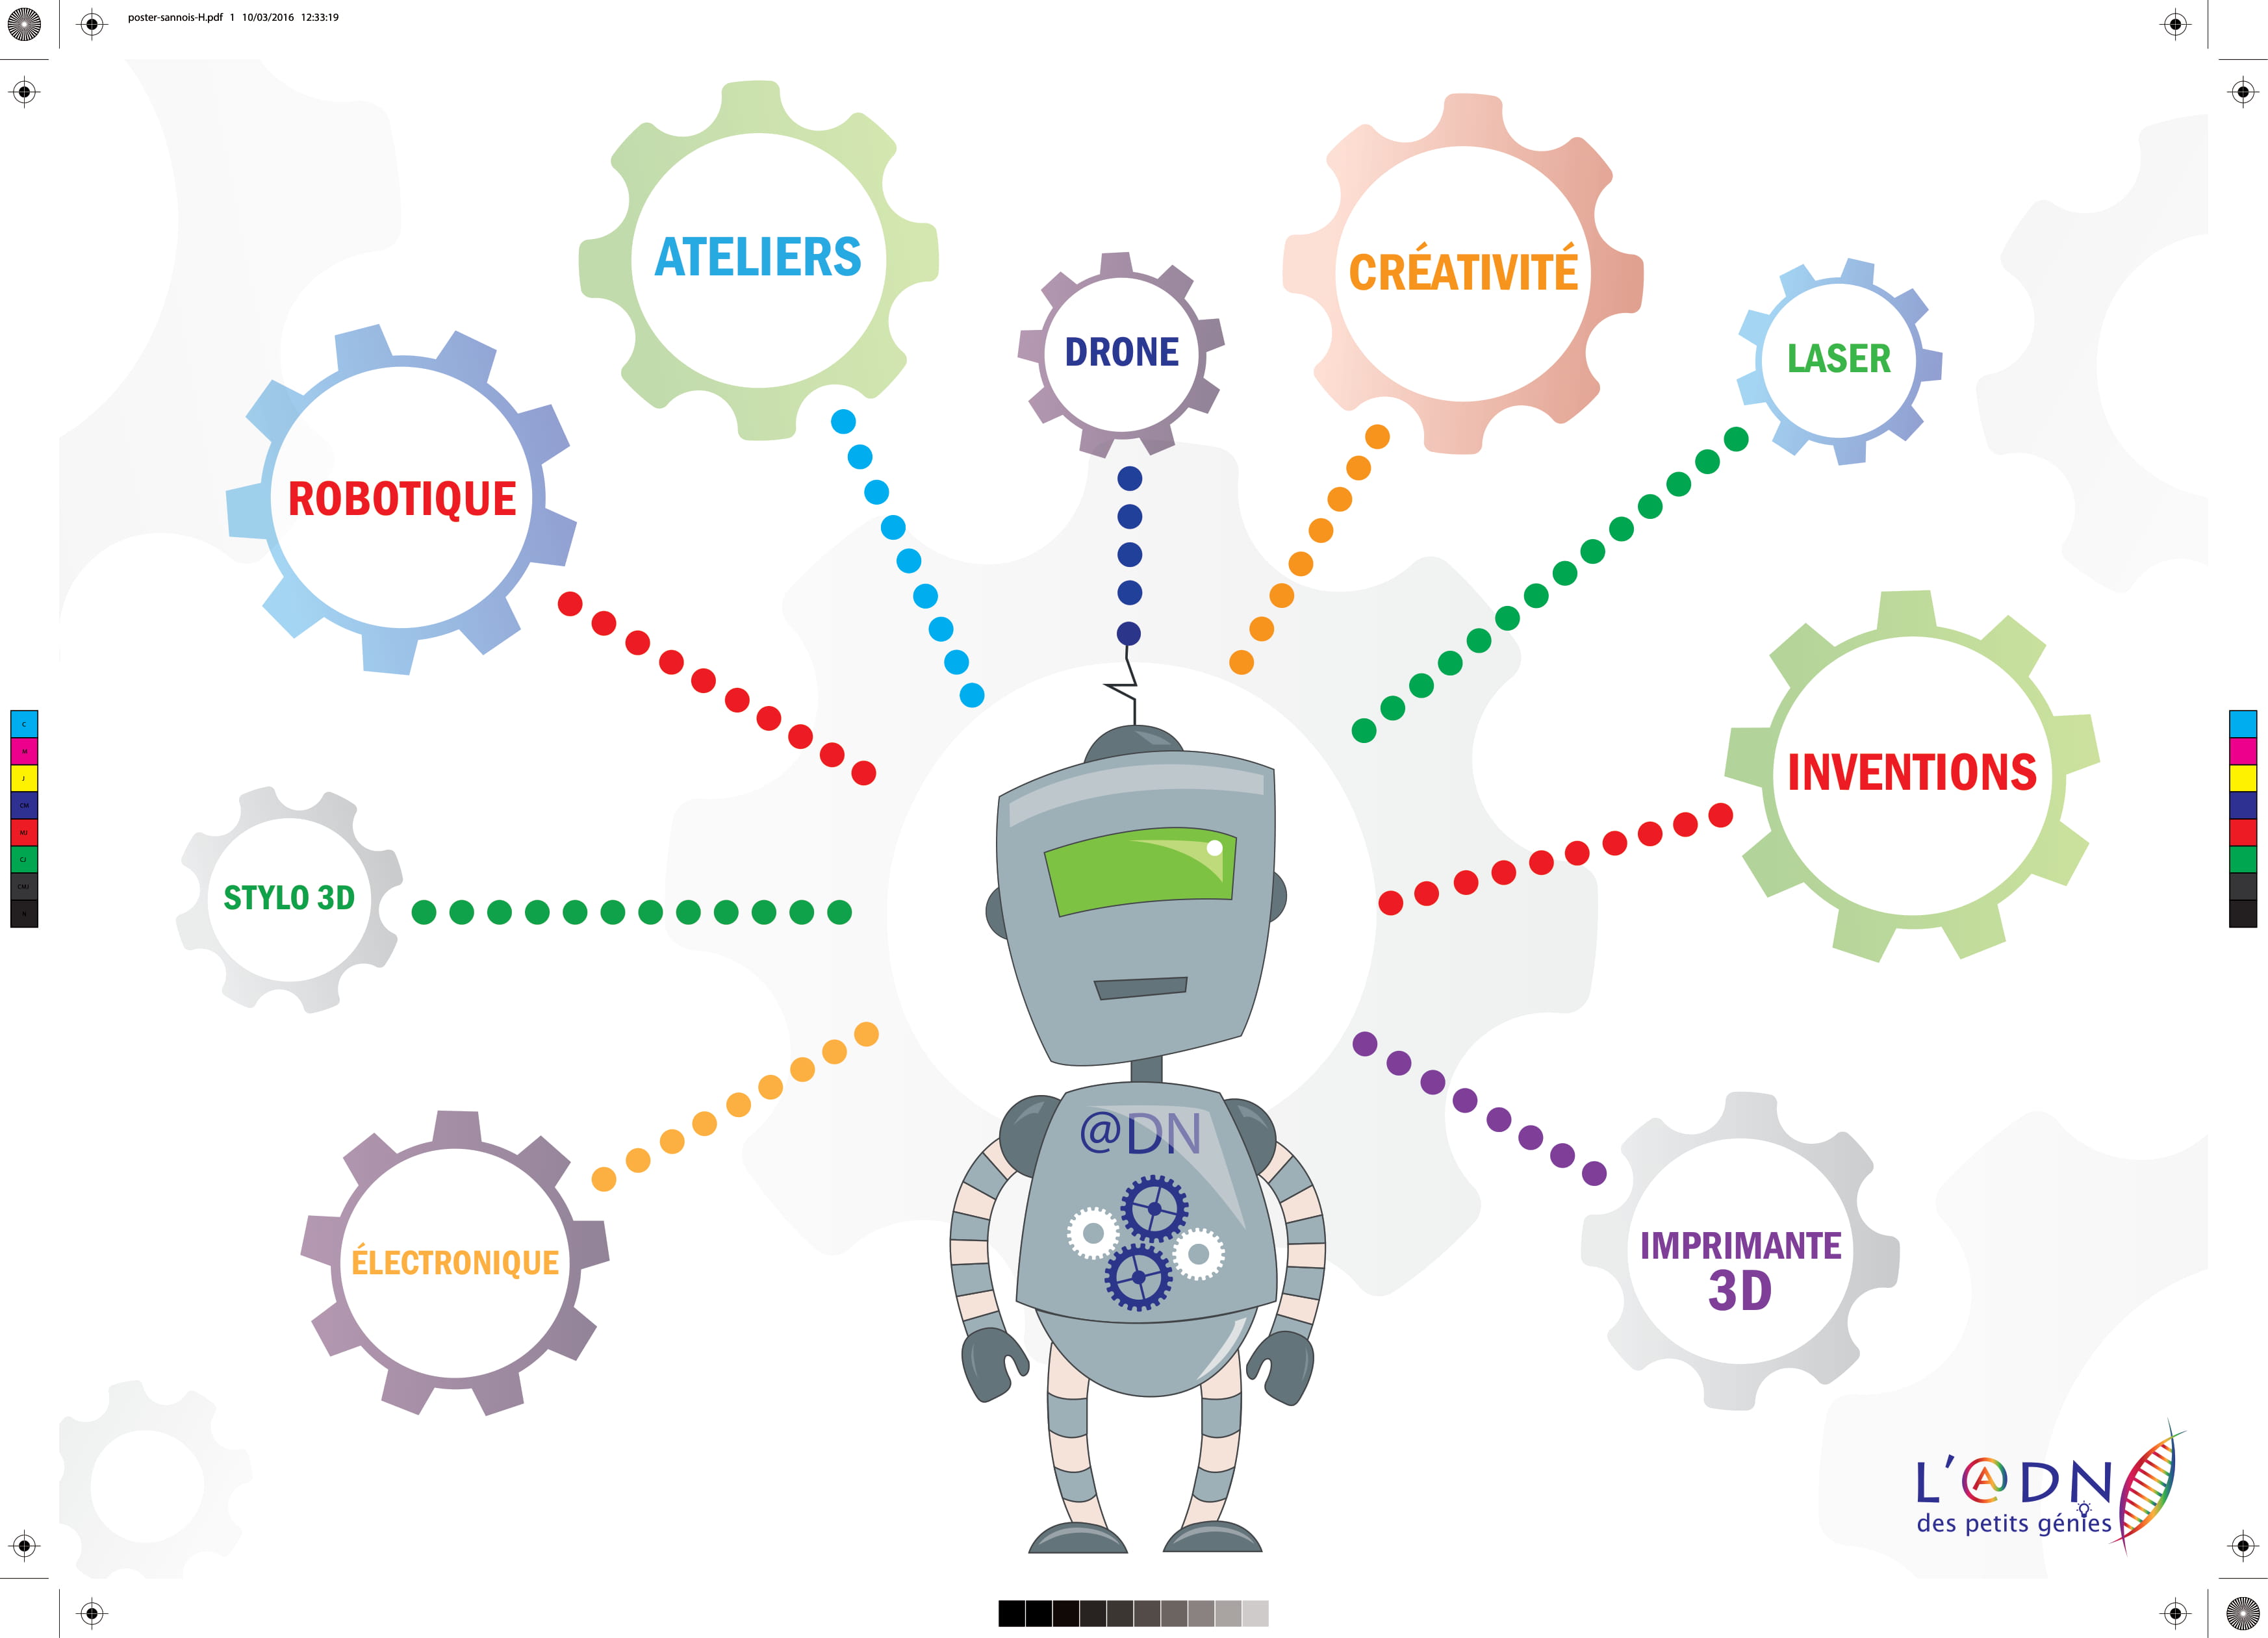 poster-sannois-H.pdf 1 10/03/2016 12:33:19
ATELIERS
CRÉATIVITÉ
DRONE
LASER
ROBOTIQUE
INVENTIONS
STYLO 3D
@DN
ÉLECTRONIQUE
IMPRIMANTE
3D
L'@DN
des petits génies
C
M
J
CM
MJ
CJ
CMJ
N